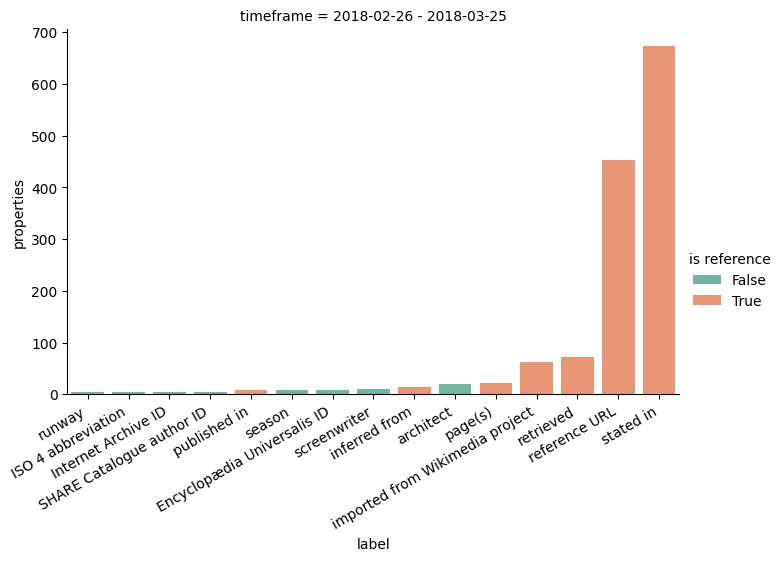 timeframe = 2018-02-26 - 2018-03-25
700
600
500
400
300
200
100
0
properties
runway
ISO 4 abbreviation
Internet Archive ID
SHARE Catalogue author ID
published in
season
Encyclopædia Universalis ID
screenwriter
inferred from
architect
page(s)
imported from Wikimedia project
retrieved
reference URL
stated in
label
is reference
False
True